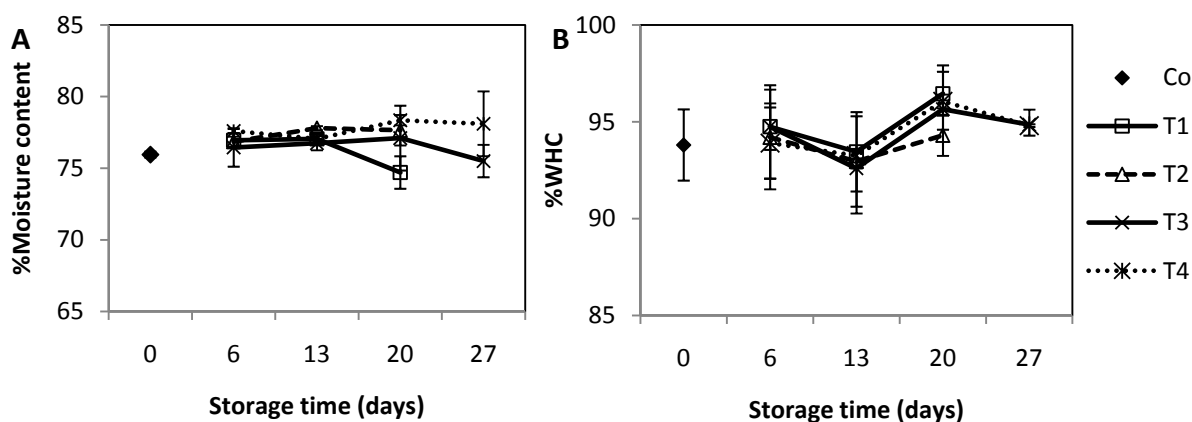 A
%Moisture content
85%
80%
75%
70%
65%
0 6 13 20 27
Storage time (days)
B
%WHC
100
95
90
85
0 6 13 20 27
Storage time (days)
Co
T1
T2
T3
T4